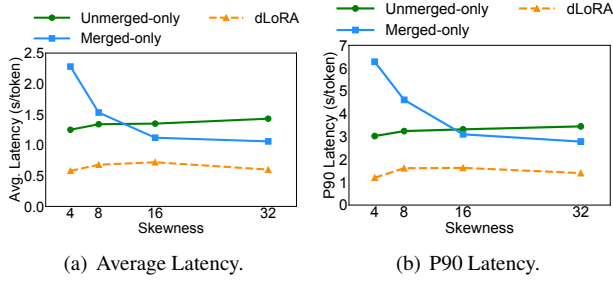 Unmerged-only
dLoRA
Merged-only
Avg. Latency (s/token)
2.5
2.0
1.5
1.0
0.5
0.0
4 8 16 32
Skewness
(a) Average Latency.
Unmerged-only
dLoRA
Merged-only
P90 Latency (s/token)
7
6
5
4
3
2
1
0
4 8 16 32
Skewness
(b) P90 Latency.